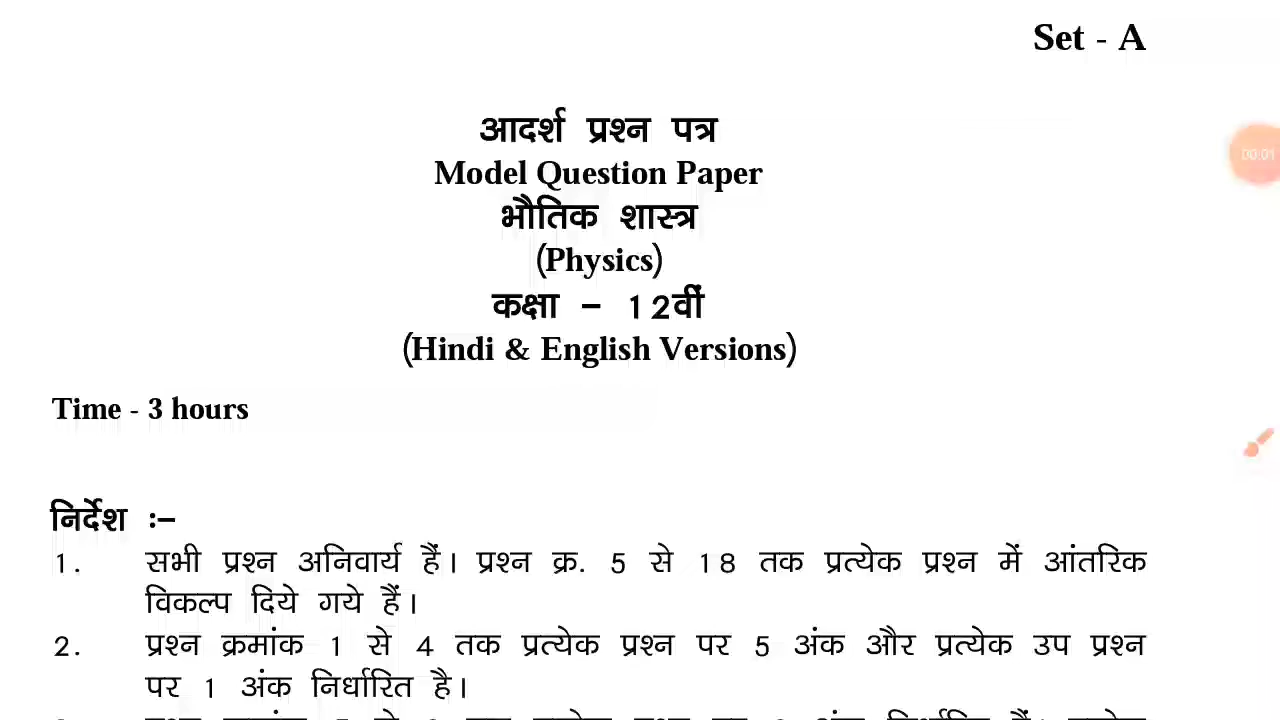 Set - A
आदर्श प्रश्न पत्र
Model Question Paper
भौतिक शास्त्र
(Physics)
कक्षा – 12वीं
(Hindi & English Versions)
00:01
Time - 3 hours
निर्देश :–
1. सभी प्रश्न अनिवार्य हैं। प्रश्न क्र. 5 से 18 तक प्रत्येक प्रश्न में आंतरिक
विकल्प दिये गये हैं।
2. प्रश्न क्रमांक 1 से 4 तक प्रत्येक प्रश्न पर 5 अंक और प्रत्येक उप प्रश्न
पर 1 अंक निर्धारित है।